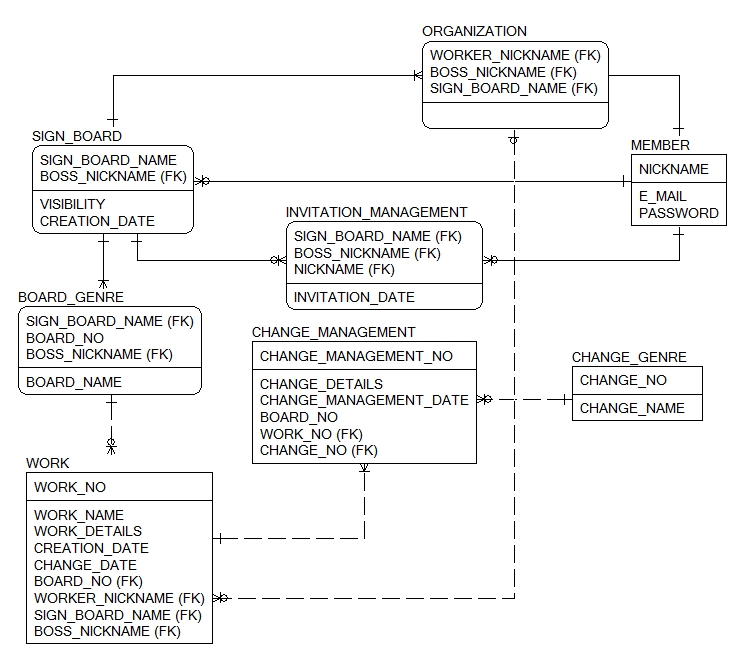 ORGANIZATION
WORKER_NICKNAME (FK)
BOSS_NICKNAME (FK)
SIGN_BOARD_NAME (FK)
SIGN_BOARD
SIGN_BOARD_NAME
BOSS_NICKNAME (FK)
VISIBILITY
CREATION_DATE
MEMBER
NICKNAME
E_MAIL
PASSWORD
INVITATION_MANAGEMENT
SIGN_BOARD_NAME (FK)
BOSS_NICKNAME (FK)
NICKNAME (FK)
INVITATION_DATE
BOARD_GENRE
SIGN_BOARD_NAME (FK)
BOARD_NO
BOSS_NICKNAME (FK)
BOARD_NAME
CHANGE_MANAGEMENT
CHANGE_MANAGEMENT_NO
CHANGE_DETAILS
CHANGE_MANAGEMENT_DATE
BOARD_NO
WORK_NO (FK)
CHANGE_NO (FK)
CHANGE_GENRE
CHANGE_NO
CHANGE_NAME
WORK
WORK_NO
WORK_NAME
WORK_DETAILS
CREATION_DATE
CHANGE_DATE
BOARD_NO (FK)
WORKER_NICKNAME (FK)
SIGN_BOARD_NAME (FK)
BOSS_NICKNAME (FK)